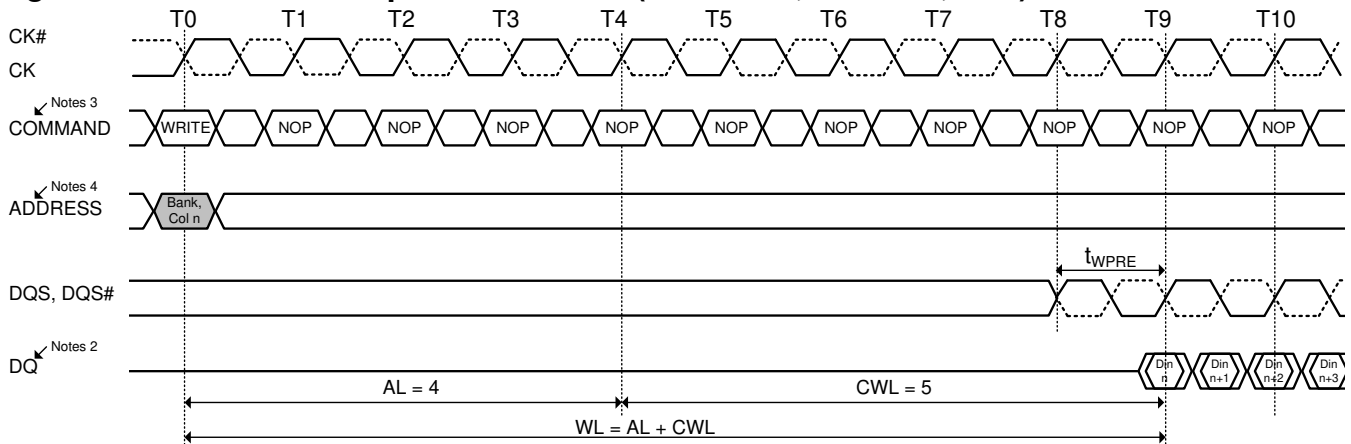 T0 T1 T2 T3 T4 T5 T6 T7 T8 T9 T10
CK#
CK
Notes 3
COMMAND WRITE NOP NOP NOP NOP NOP NOP NOP NOP NOP NOP
Notes 4
ADDRESS Bank, Col n
tWPRE
DQS, DQS#
Notes 2
DQ Din n Din n+1 Din n+2 Din n+3
AL = 4 CWL = 5
WL = AL + CWL